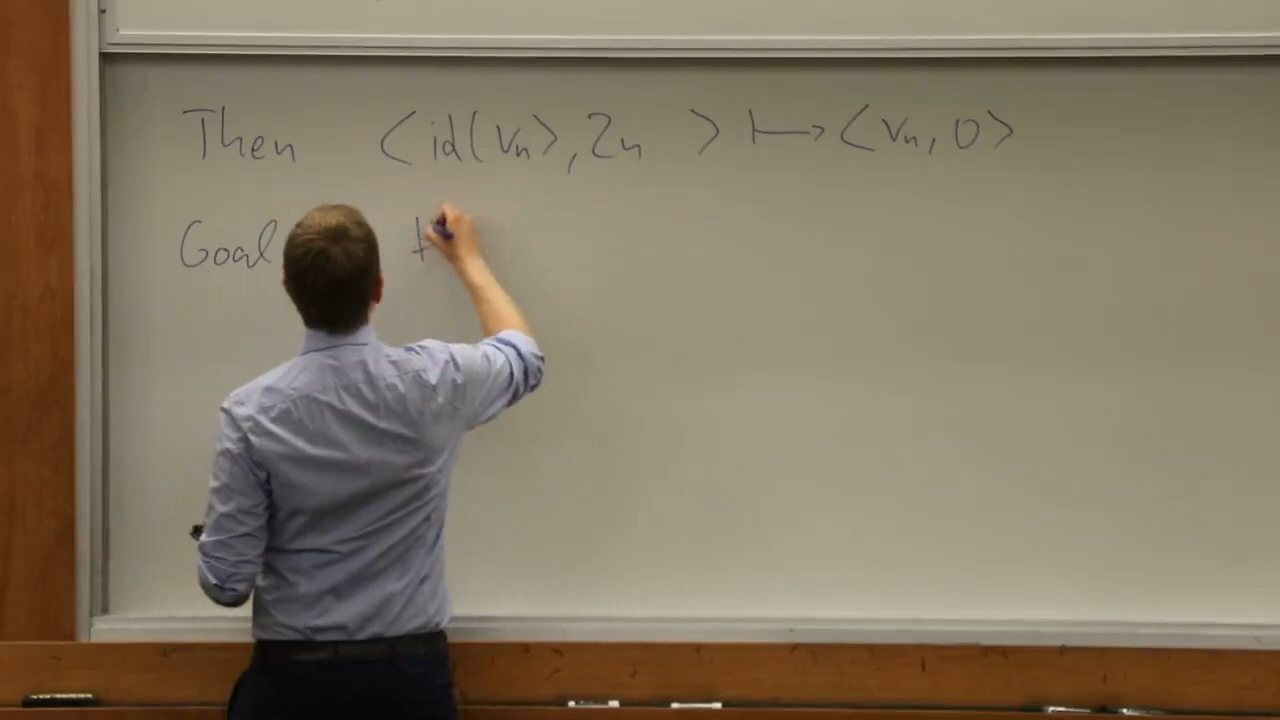 Then ⟨id(vn⟩, 2n ⟩ ↦ ⟨vn, 0⟩
Goal